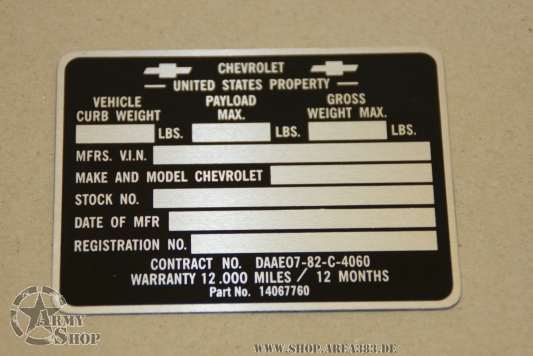 CHEVROLET
UNITED STATES PROPERTY
VEHICLE CURB WEIGHT
PAYLOAD MAX.
GROSS WEIGHT MAX.
LBS. LBS. LBS.
MFRS. V.I.N.
MAKE AND MODEL CHEVROLET
STOCK NO.
DATE OF MFR
REGISTRATION NO.
CONTRACT NO. DAAE07-82-C-4060
WARRANTY 12.000 MILES / 12 MONTHS
Part No. 14067760
ARMY
SHOP
WWW.SHOP.AREA383.DE